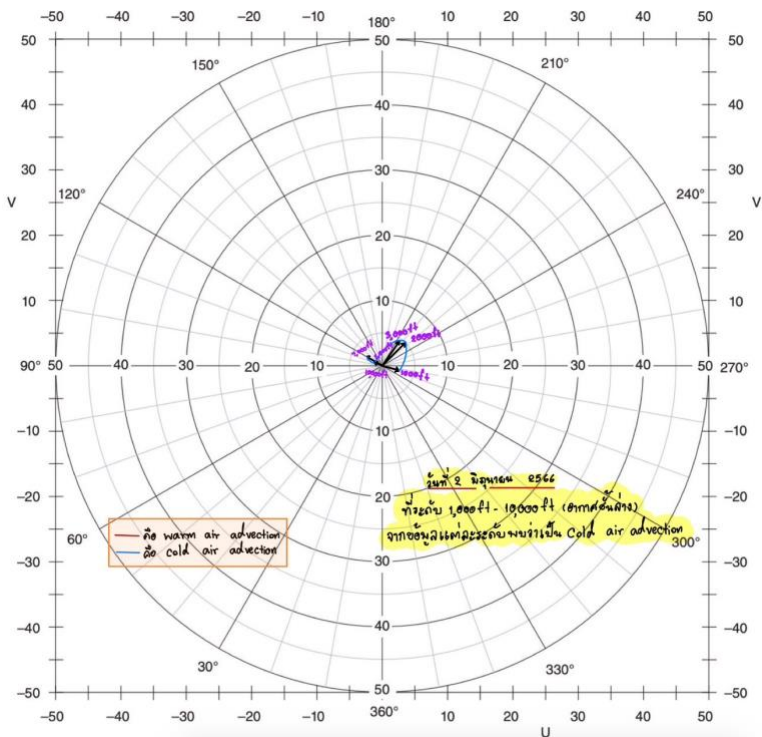 -50 -40 -30 -20 -10 180° 10 20 30 40 50
50 50 50
150° 210°
40 40 40
30 30 30
V 120° 240° V
20 20 20
10 10 10
3,000ft
2000ft
90° 50 40 30 20 10 10 20 30 40 50 270°
1000ft
-10 10 -10
วันที่ 2 มิถุนายน 2566
-20 20 -20
ที่ระดับ 1,000ft - 10,000ft (อากาศชั้นล่าง)
จากข้อมูลแต่ละระดับพบว่าเป็น Cold air advection
60° 300°
คือ warm air advection
คือ cold air advection
-30 30 -30
-40 40 -40
30° 330°
-50 50 -50
360°
-50 -40 -30 -20 -10 10 20 30 40 50
U